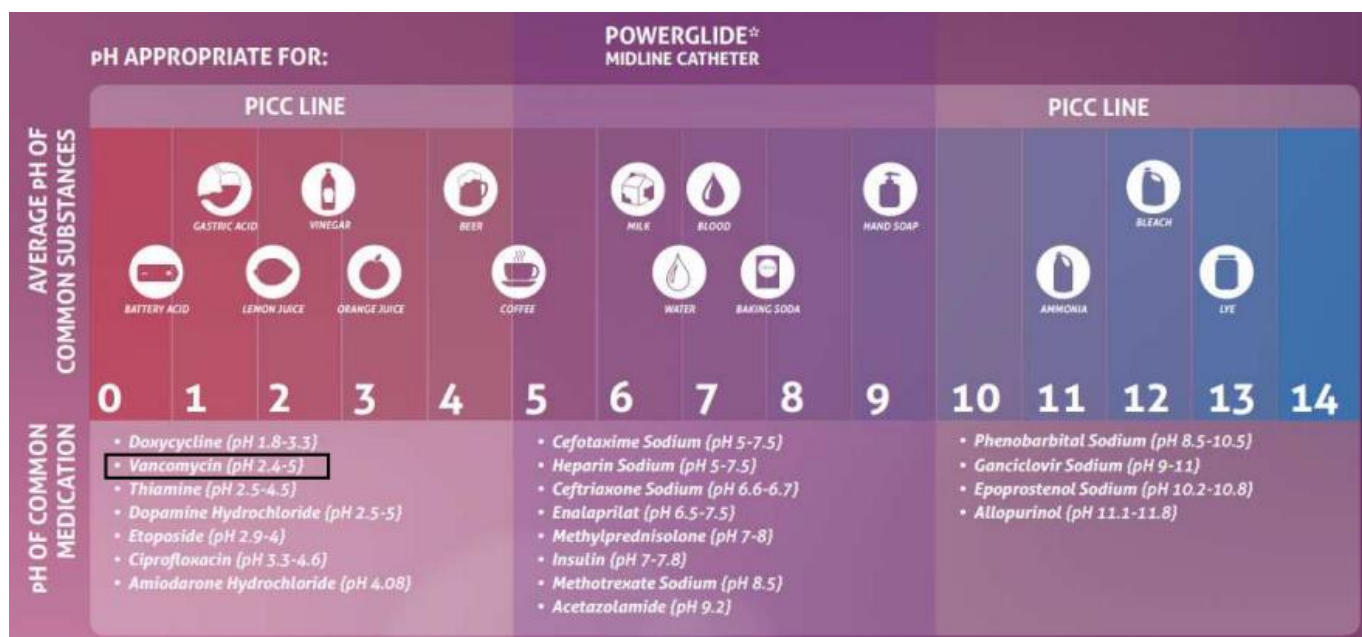 pH APPROPRIATE FOR:
POWERGLIDE☆
MIDLINE CATHETER
PICC LINE
PICC LINE
AVERAGE pH OF
COMMON SUBSTANCES
GASTRIC ACID
VINEGAR
BEER
MILK
BLOOD
HAND SOAP
BLEACH
BATTERY ACID
LEMON JUICE
ORANGE JUICE
COFFEE
WATER
BAKING SODA
AMMONIA
LYE
0 1 2 3 4 5 6 7 8 9 10 11 12 13 14
pH OF COMMON
MEDICATION
• Doxycycline (pH 1.8-3.3)
• Vancomycin (pH 2.4-5)
• Thiamine (pH 2.5-4.5)
• Dopamine Hydrochloride (pH 2.5-5)
• Etoposide (pH 2.9-4)
• Ciprofloxacin (pH 3.3-4.6)
• Amiodarone Hydrochloride (pH 4.08)
• Cefotaxime Sodium (pH 5-7.5)
• Heparin Sodium (pH 5-7.5)
• Ceftriaxone Sodium (pH 6.6-6.7)
• Enalaprilat (pH 6.5-7.5)
• Methylprednisolone (pH 7-8)
• Insulin (pH 7-7.8)
• Methotrexate Sodium (pH 8.5)
• Acetazolamide (pH 9.2)
• Phenobarbital Sodium (pH 8.5-10.5)
• Ganciclovir Sodium (pH 9-11)
• Epoprostenol Sodium (pH 10.2-10.8)
• Allopurinol (pH 11.1-11.8)